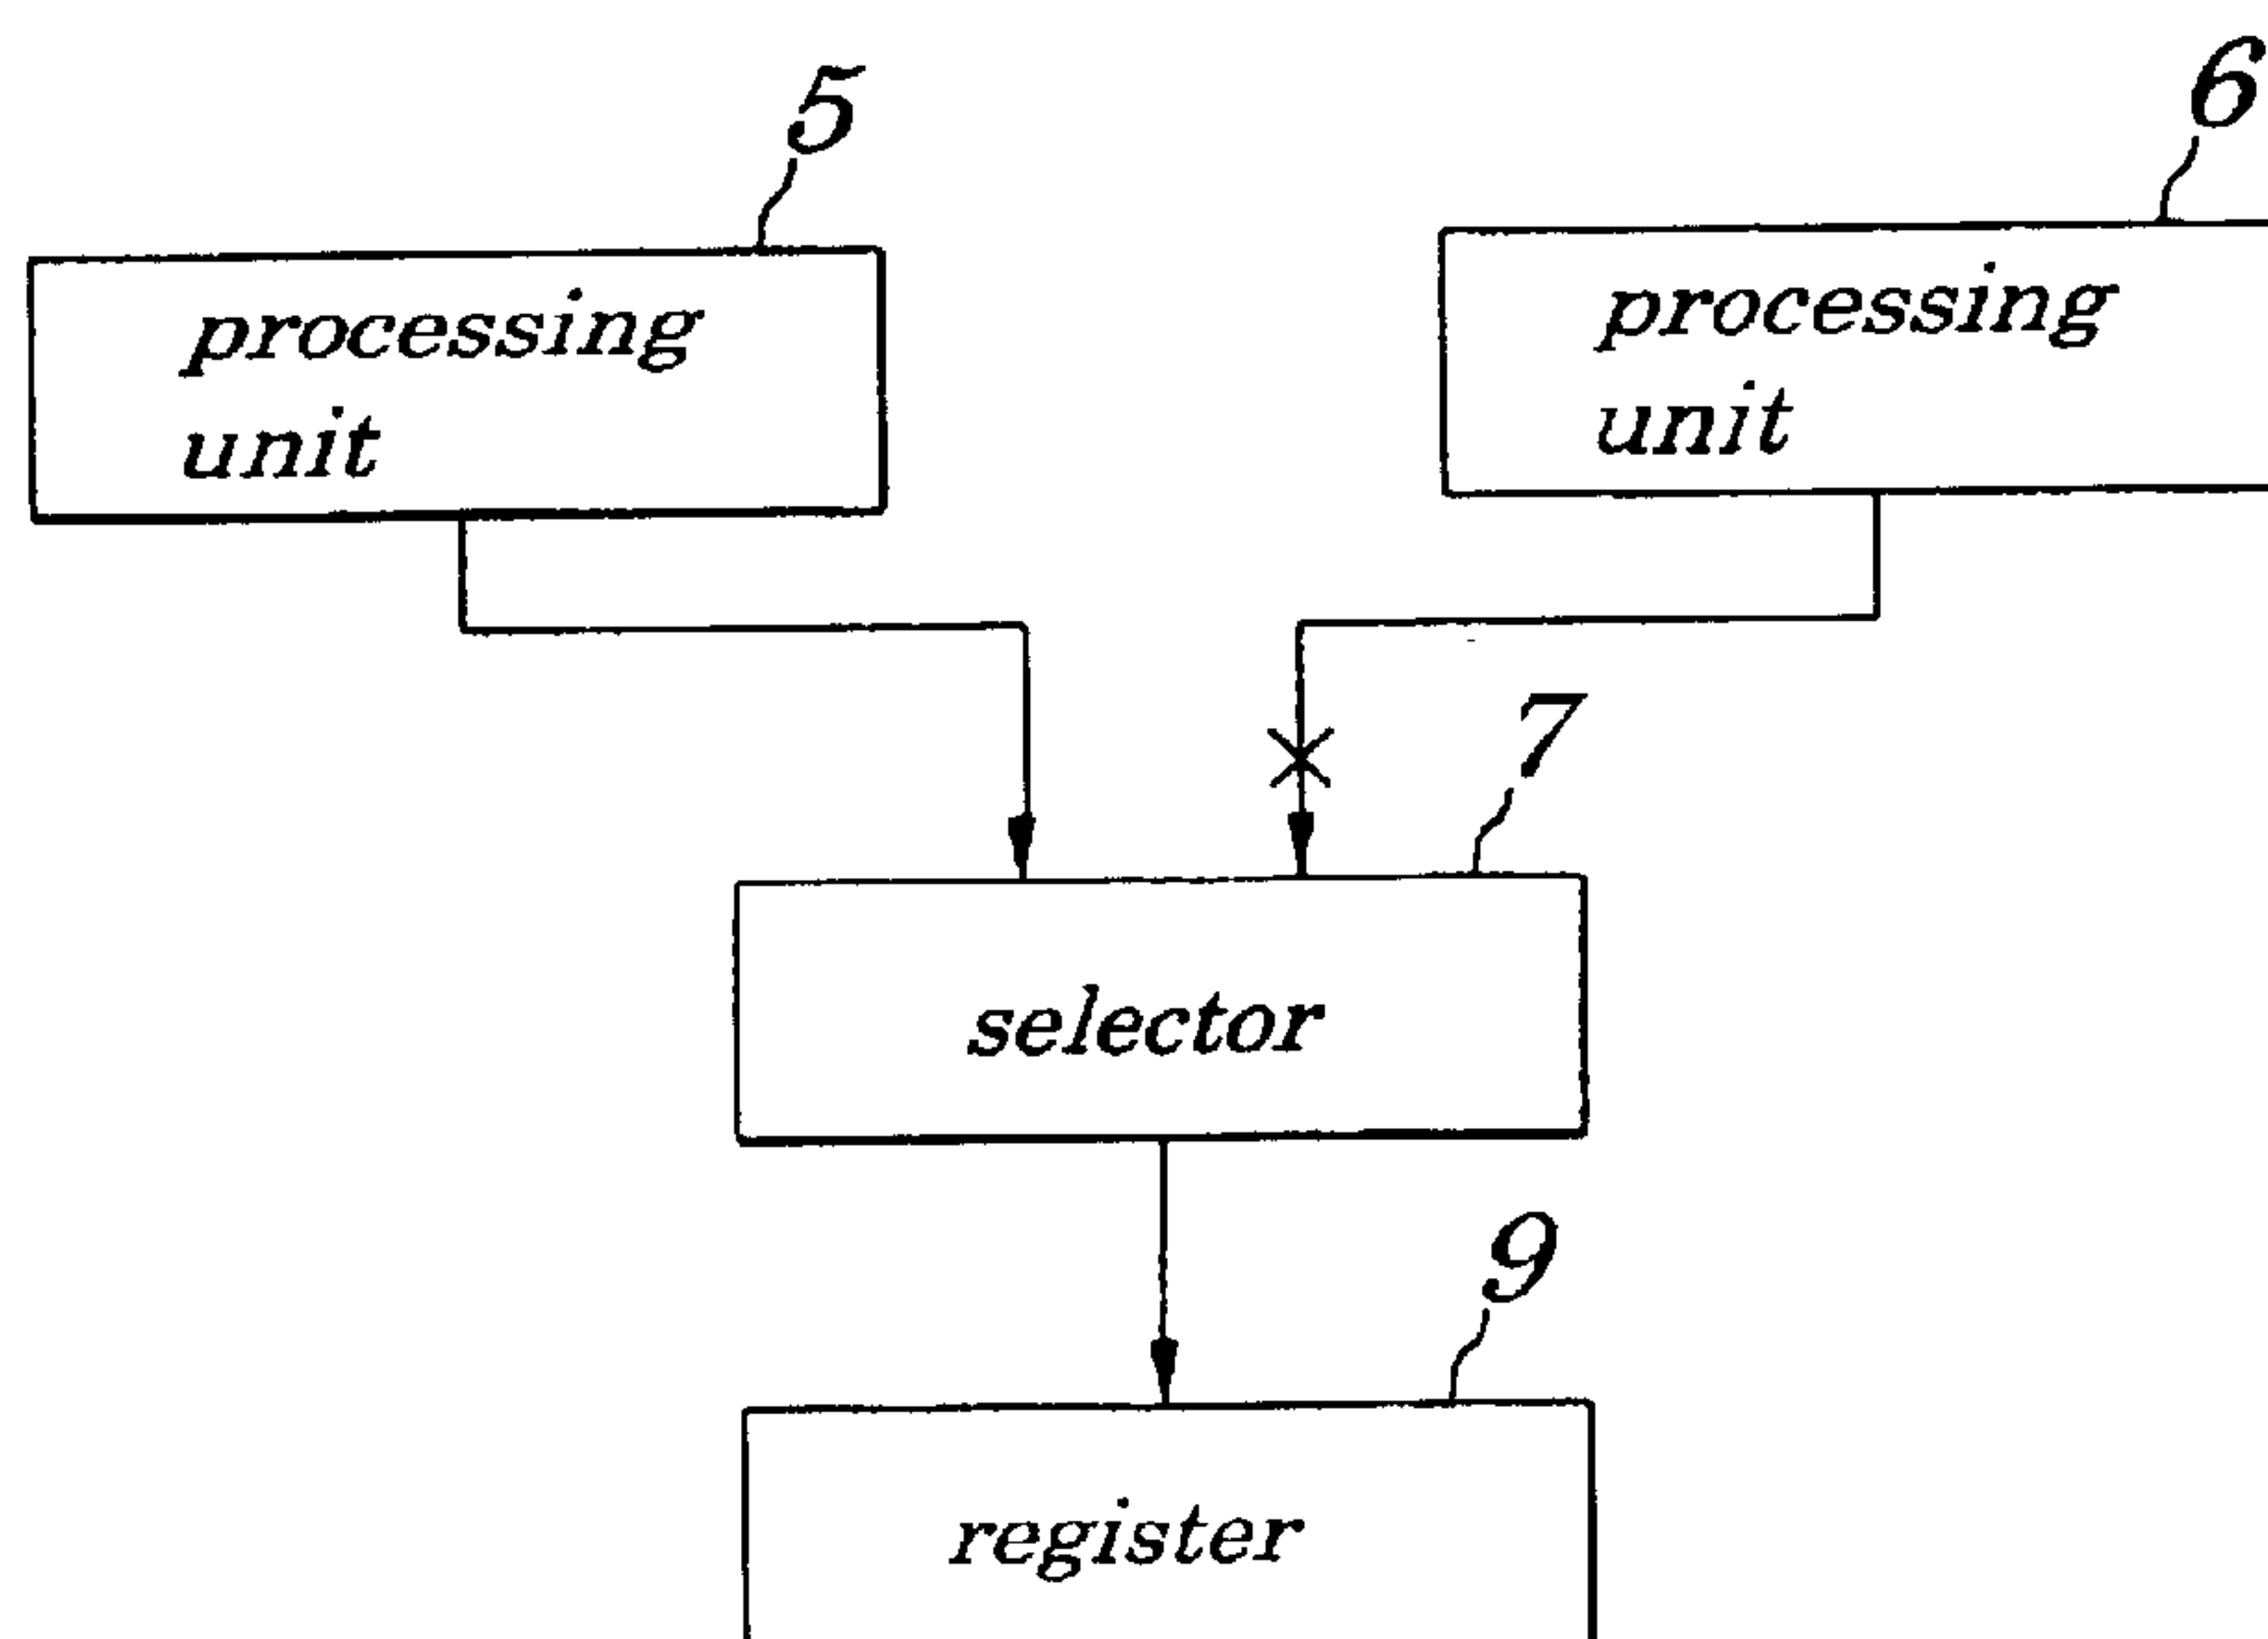 5
6
processing
unit
processing
unit
7
selector
9
register